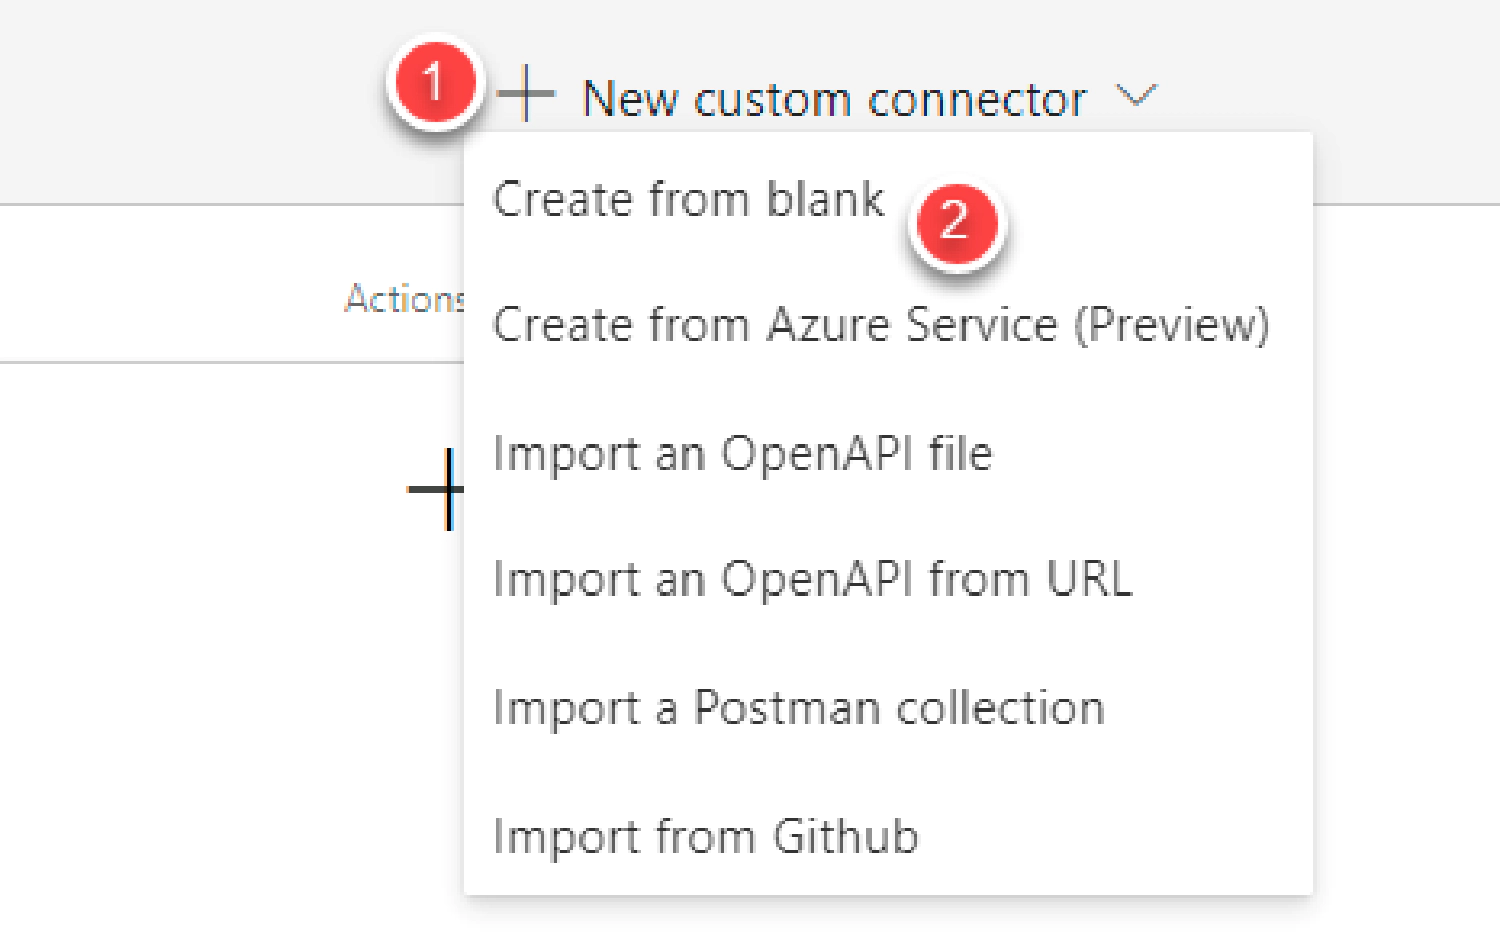 1
New custom connector
Create from blank
2
Actions
Create from Azure Service (Preview)
Import an OpenAPI file
Import an OpenAPI from URL
Import a Postman collection
Import from Github